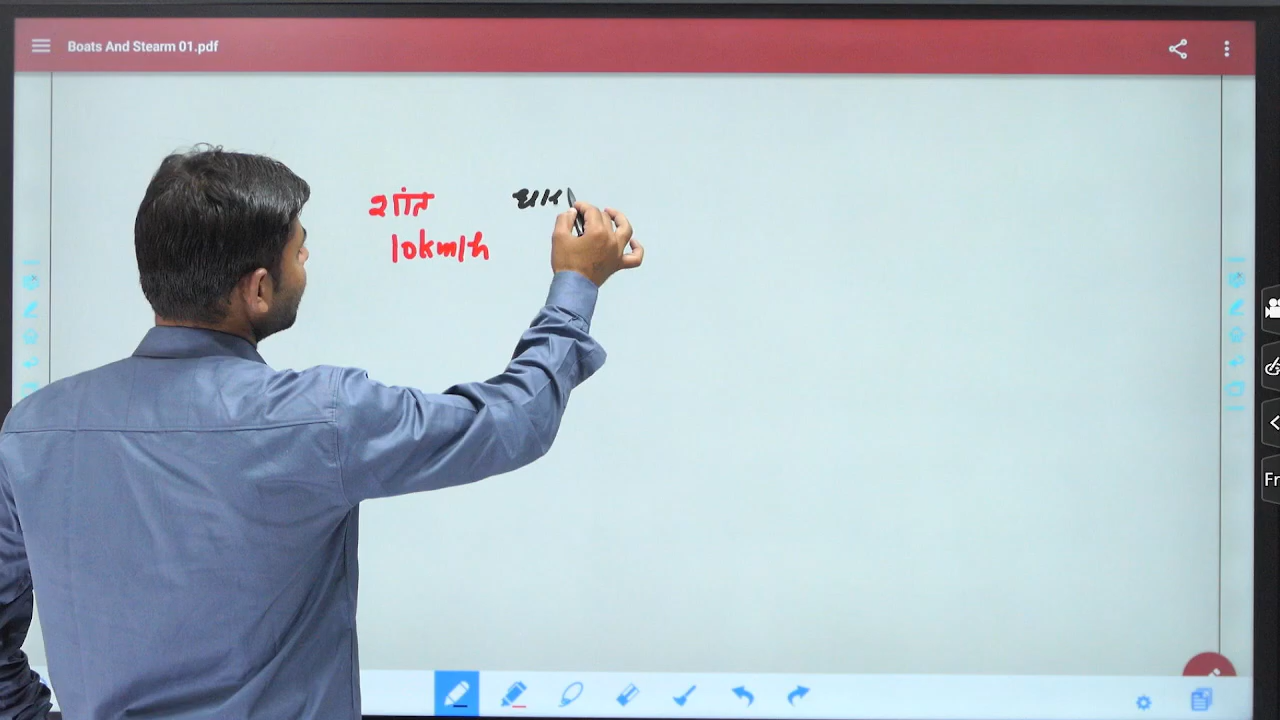 Boats And Stearm 01.pdf
शांत
10km/h
Fr